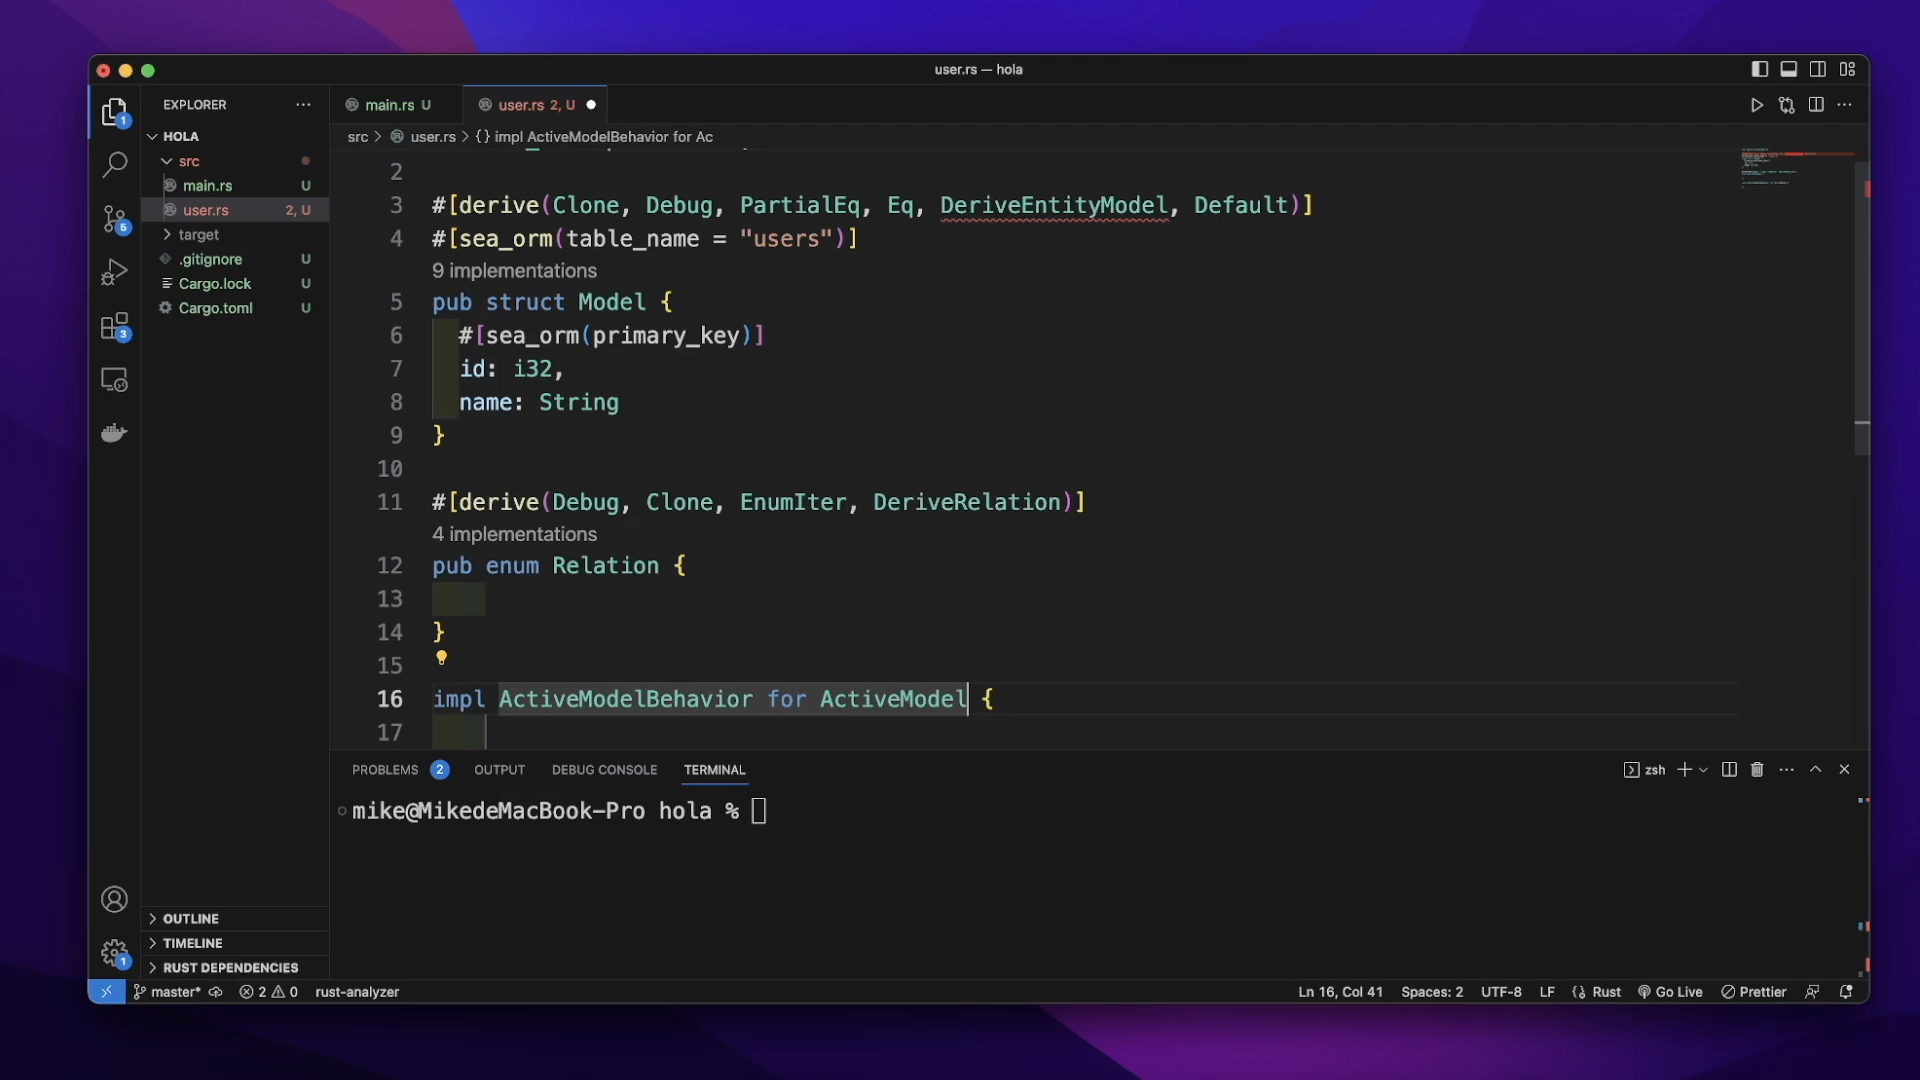 user.rs — hola
EXPLORER
main.rs U
user.rs 2, U
src > user.rs > {} impl ActiveModelBehavior for Ac
HOLA
src
main.rs U
user.rs 2, U
target
.gitignore U
Cargo.lock U
Cargo.toml U
1
5
3
2
3 #[derive(Clone, Debug, PartialEq, Eq, DeriveEntityModel, Default)]
4 #[sea_orm(table_name = "users")]
9 implementations
5 pub struct Model {
6 #[sea_orm(primary_key)]
7 id: i32,
8 name: String
9 }
10
11 #[derive(Debug, Clone, EnumIter, DeriveRelation)]
4 implementations
12 pub enum Relation {
13
14 }
15
16 impl ActiveModelBehavior for ActiveModel {
17
PROBLEMS 2 OUTPUT DEBUG CONSOLE TERMINAL zsh
mike@MikedeMacBook-Pro hola %
OUTLINE
TIMELINE
RUST DEPENDENCIES
1
master* 2 0 rust-analyzer Ln 16, Col 41 Spaces: 2 UTF-8 LF Rust Go Live Prettier